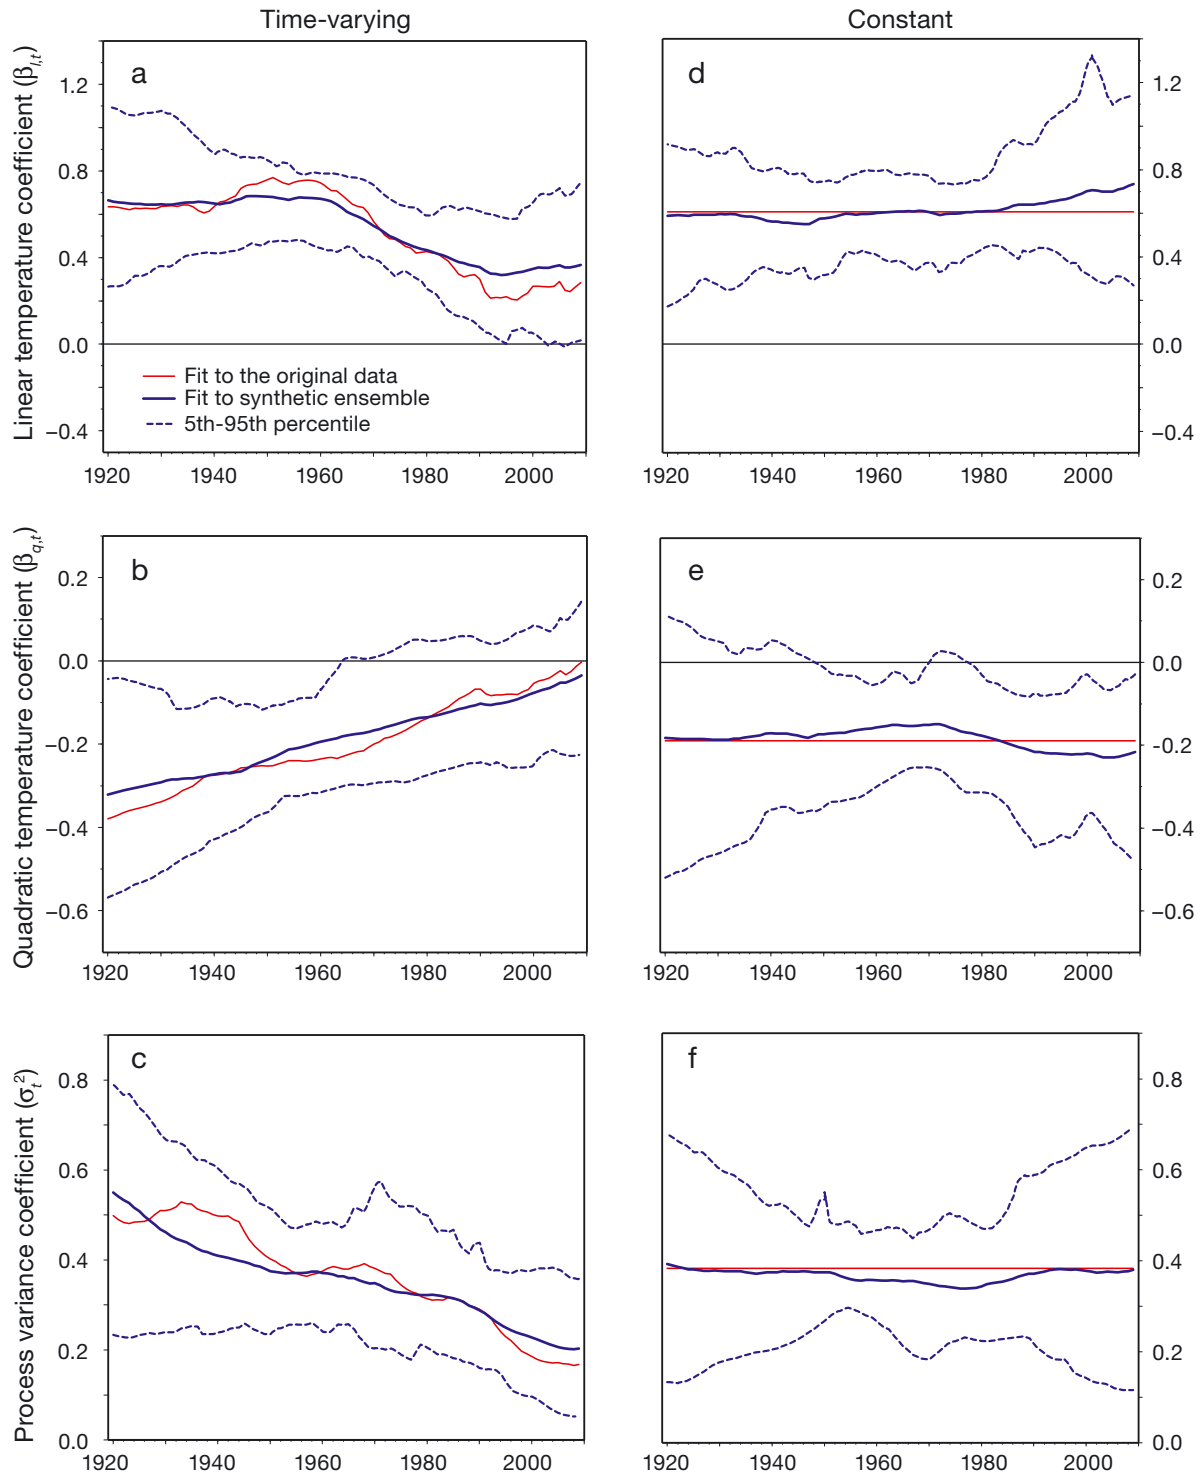 Time-varying
Constant
Linear temperature coefficient (βl,t)
a
1.2
0.8
0.4
0.0
−0.4
Fit to the original data
Fit to synthetic ensemble
5th-95th percentile
1920 1940 1960 1980 2000
d
1.2
0.8
0.4
0.0
−0.4
1920 1940 1960 1980 2000
Quadratic temperature coefficient (βq,t)
b
0.2
0.0
−0.2
−0.4
−0.6
1920 1940 1960 1980 2000
e
0.2
0.0
−0.2
−0.4
−0.6
1920 1940 1960 1980 2000
Process variance coefficient (σt²)
c
0.8
0.6
0.4
0.2
0.0
1920 1940 1960 1980 2000
f
0.8
0.6
0.4
0.2
0.0
1920 1940 1960 1980 2000